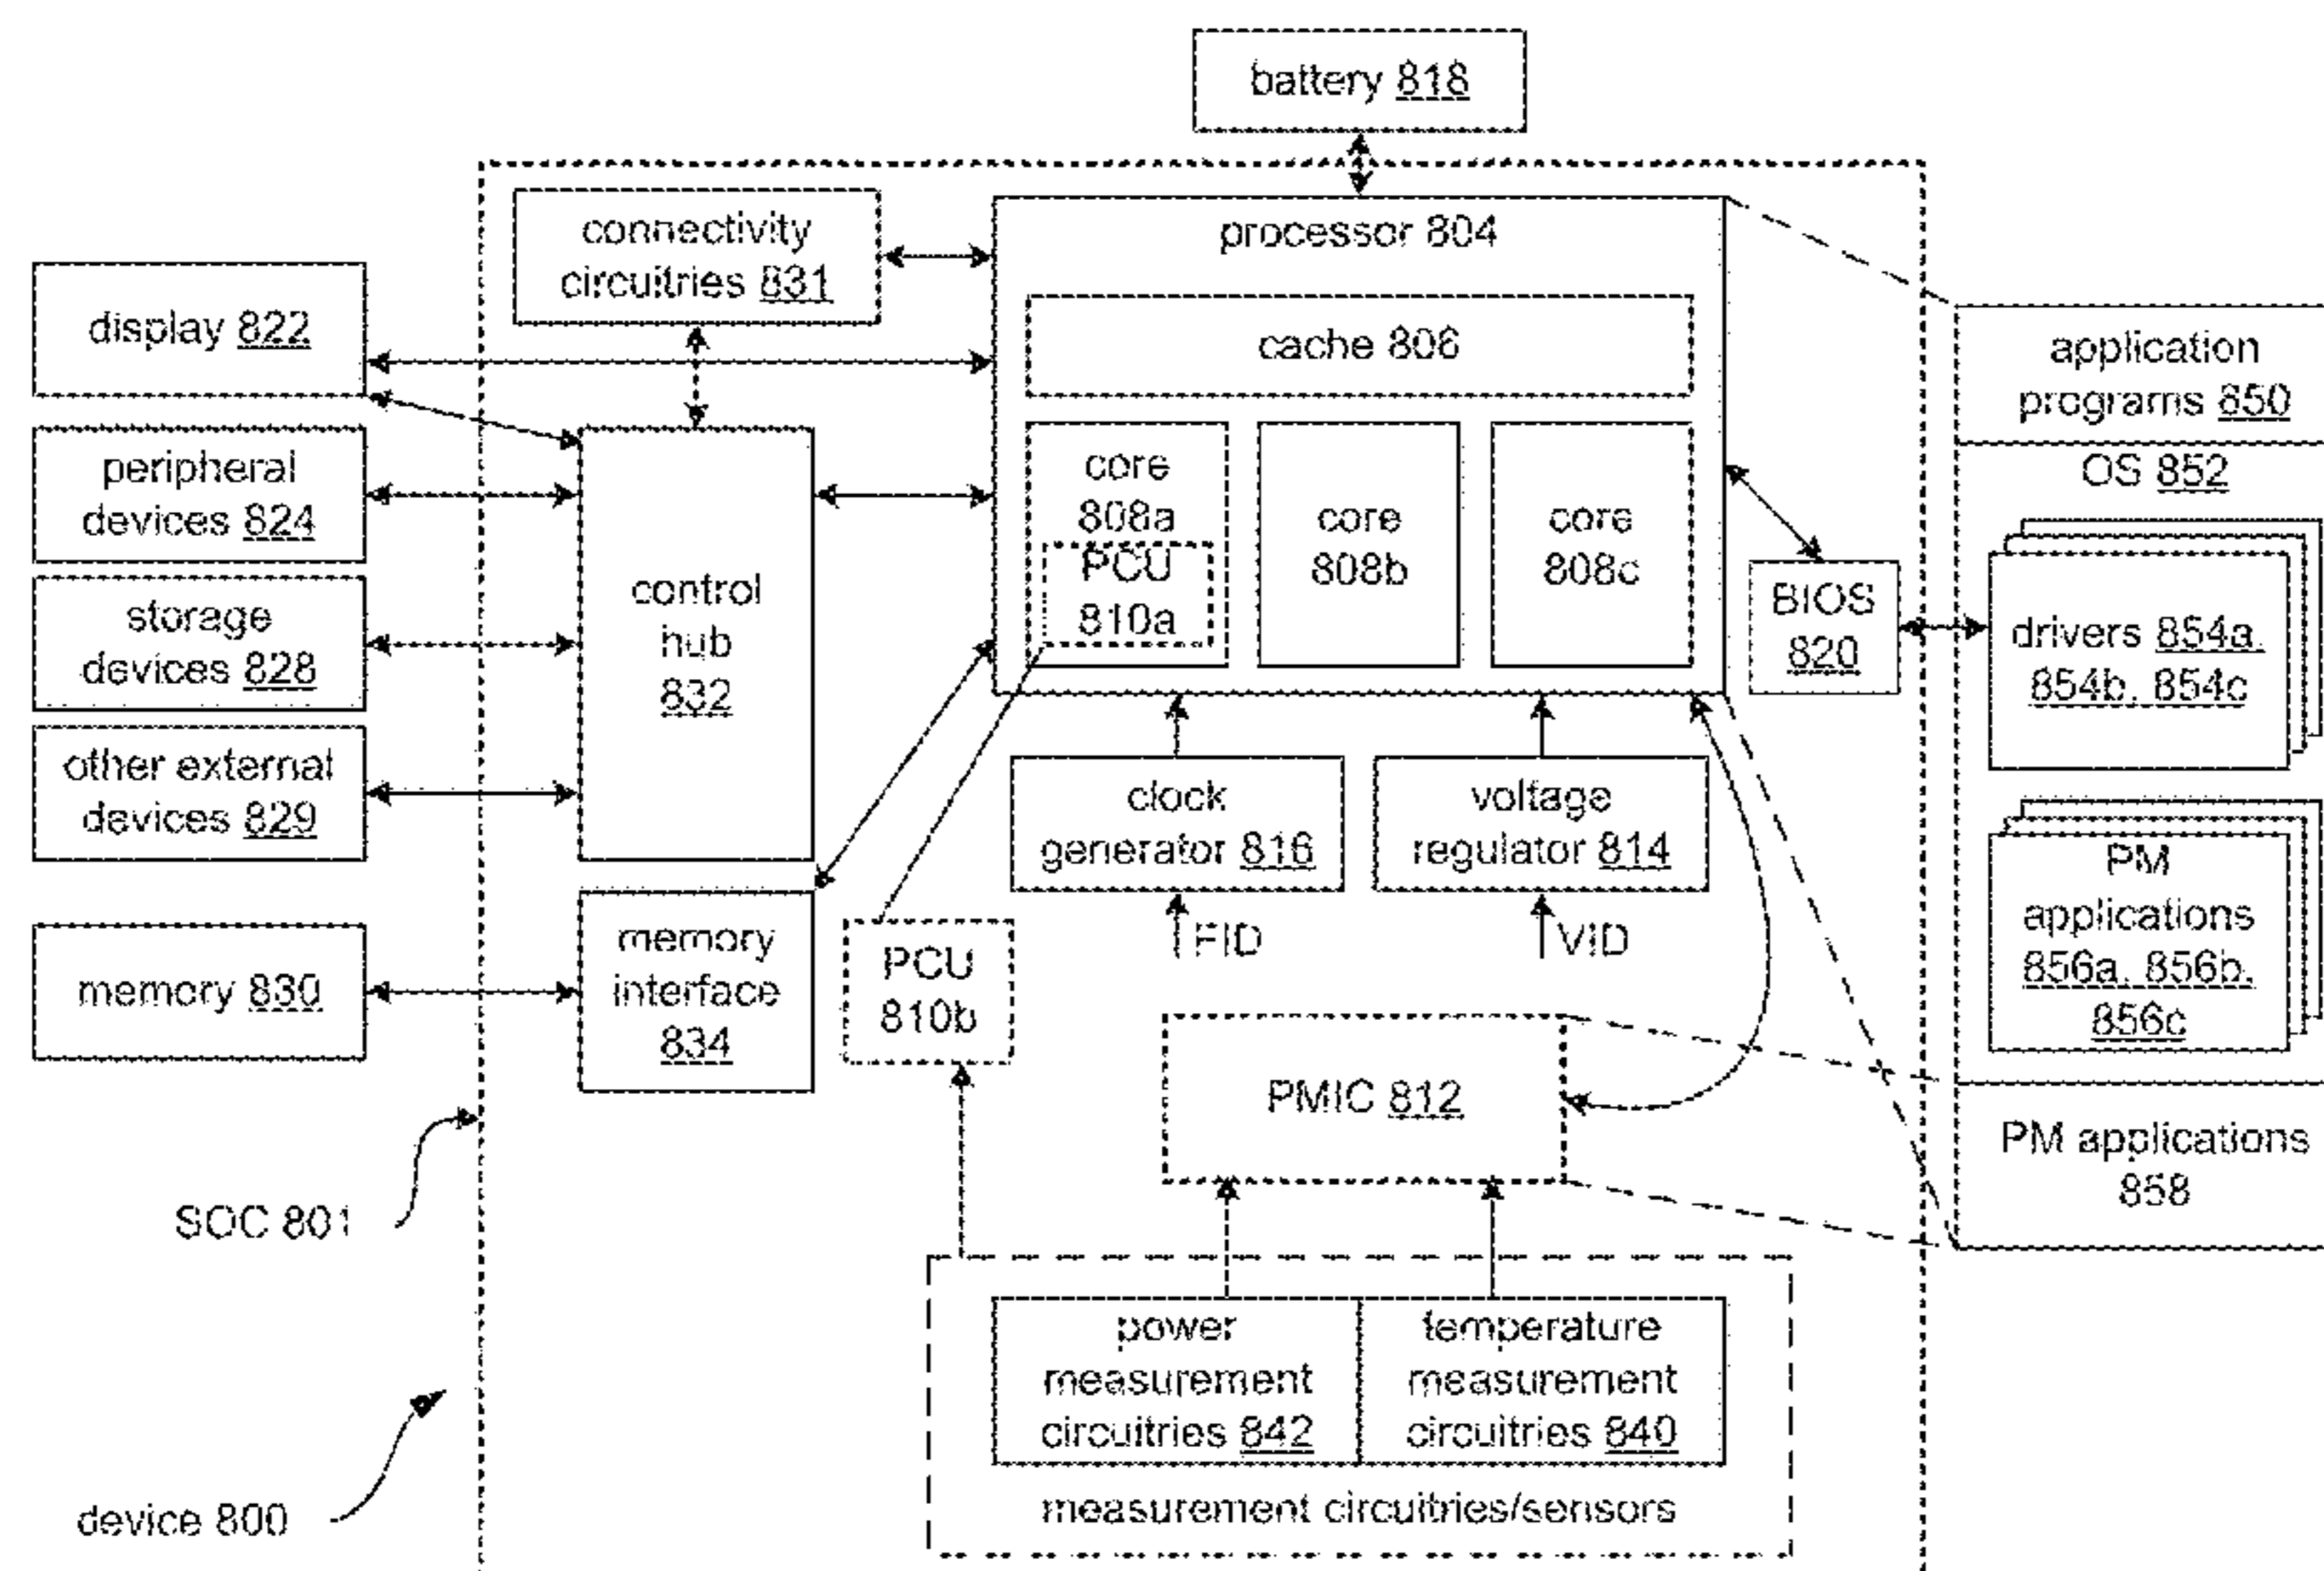 battery 818
connectivity
circuitries 831
processor 804
cache 806
core
808a
PCU
810a
core
808b
core
808c
display 822
peripheral
devices 824
storage
devices 828
other external
devices 829
memory 830
control
hub
832
memory
interface
834
PCU
810b
clock
generator 816
voltage
regulator 814
FID
VID
BIOS
820
PMIC 812
application
programs 850
OS 852
drivers 854a,
854b, 854c
PM
applications
856a, 856b,
856c
PM applications
858
SOC 801
device 800
power
measurement
circuitries 842
temperature
measurement
circuitries 840
measurement circuitries/sensors